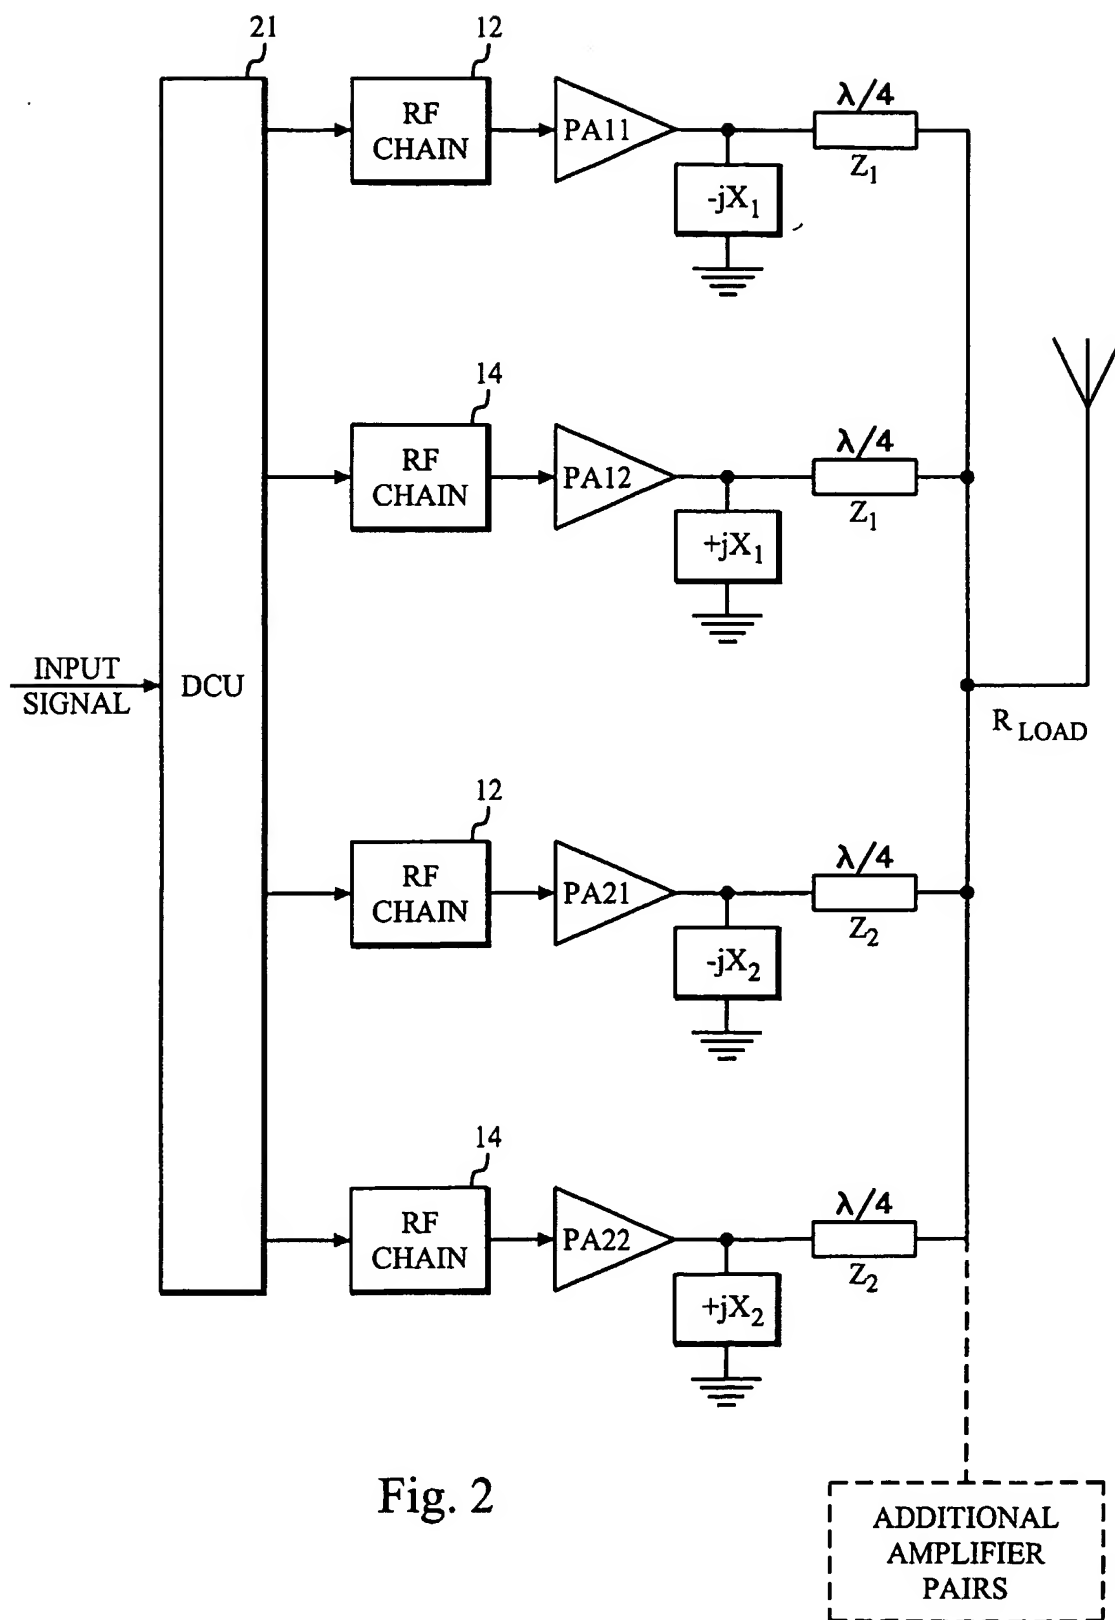 21
12
RF
CHAIN
PA11
λ/4
Z1
-jX1
14
RF
CHAIN
PA12
λ/4
Z1
+jX1
INPUT
SIGNAL
DCU
RLOAD
12
RF
CHAIN
PA21
λ/4
Z2
-jX2
14
RF
CHAIN
PA22
λ/4
Z2
+jX2
Fig. 2
ADDITIONAL
AMPLIFIER
PAIRS